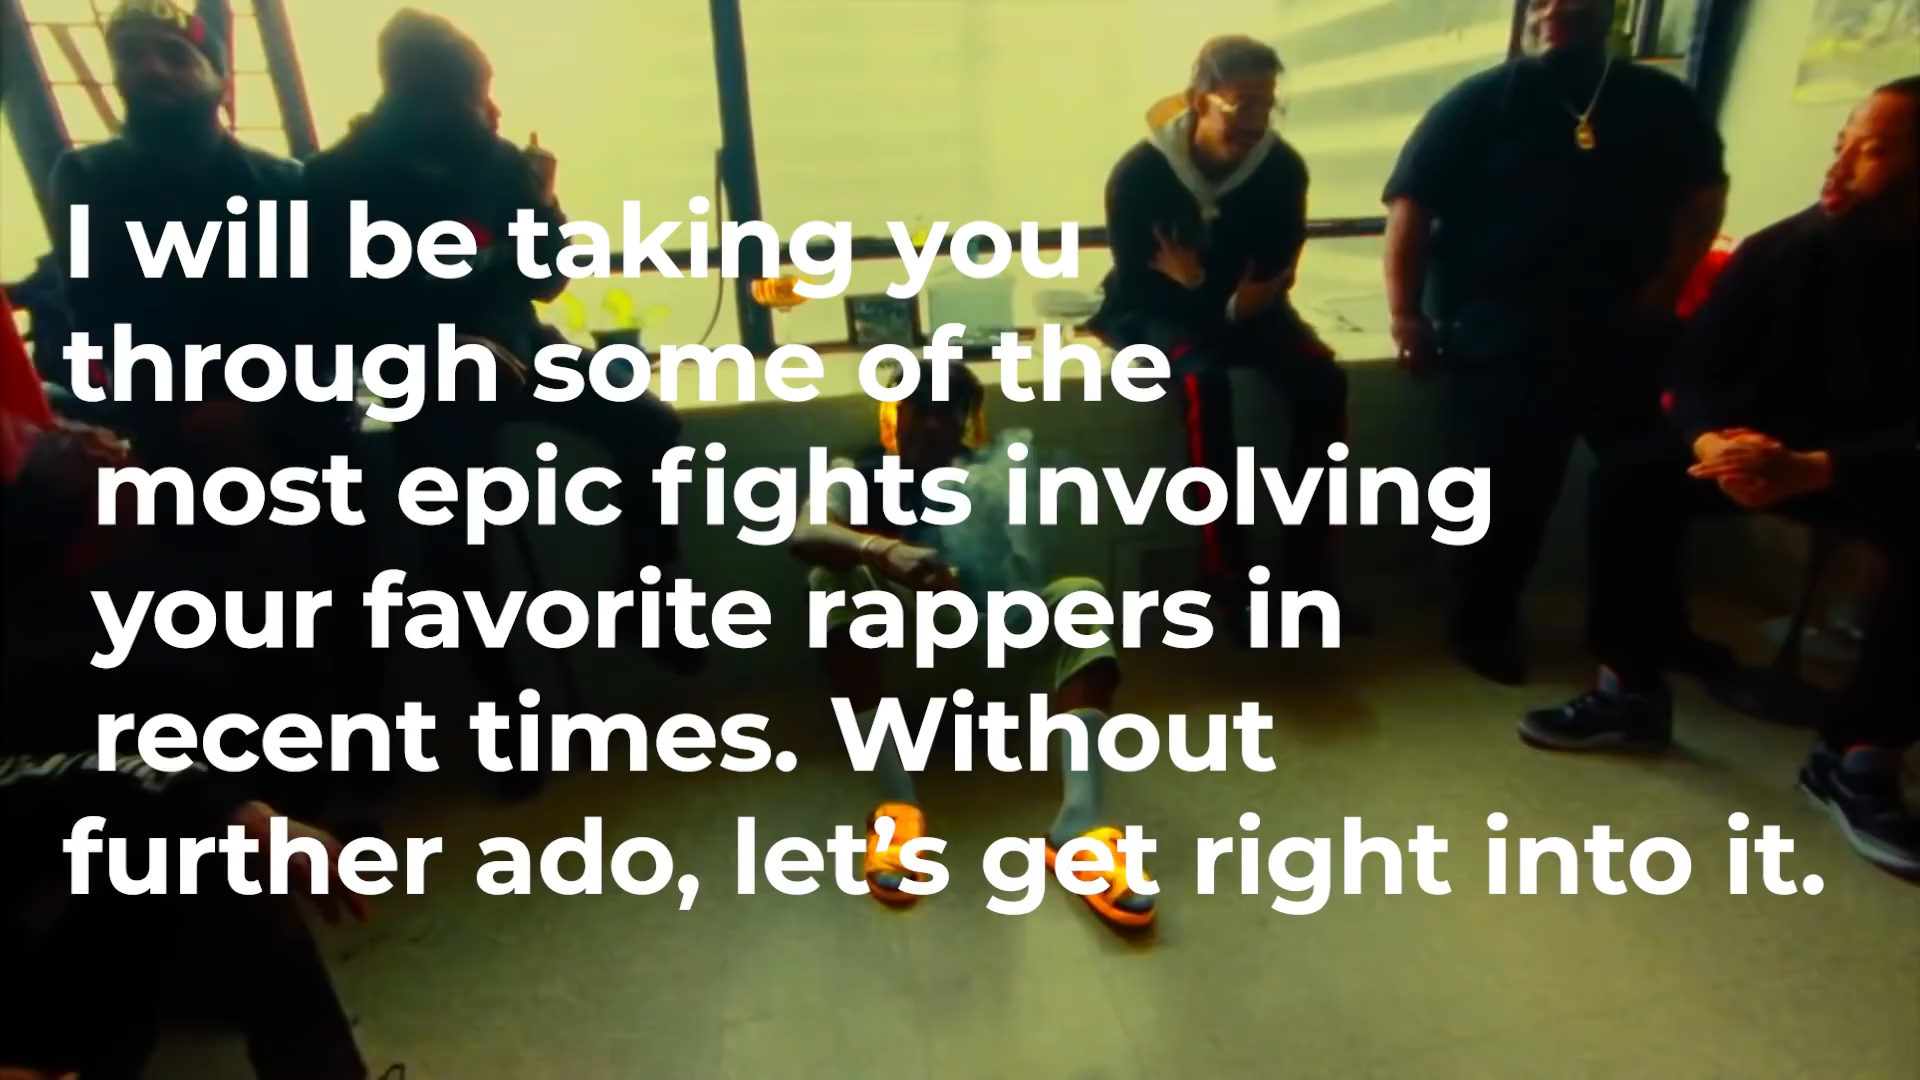 I will be taking you
through some of the
most epic fights involving
your favorite rappers in
recent times. Without
further ado, let’s get right into it.